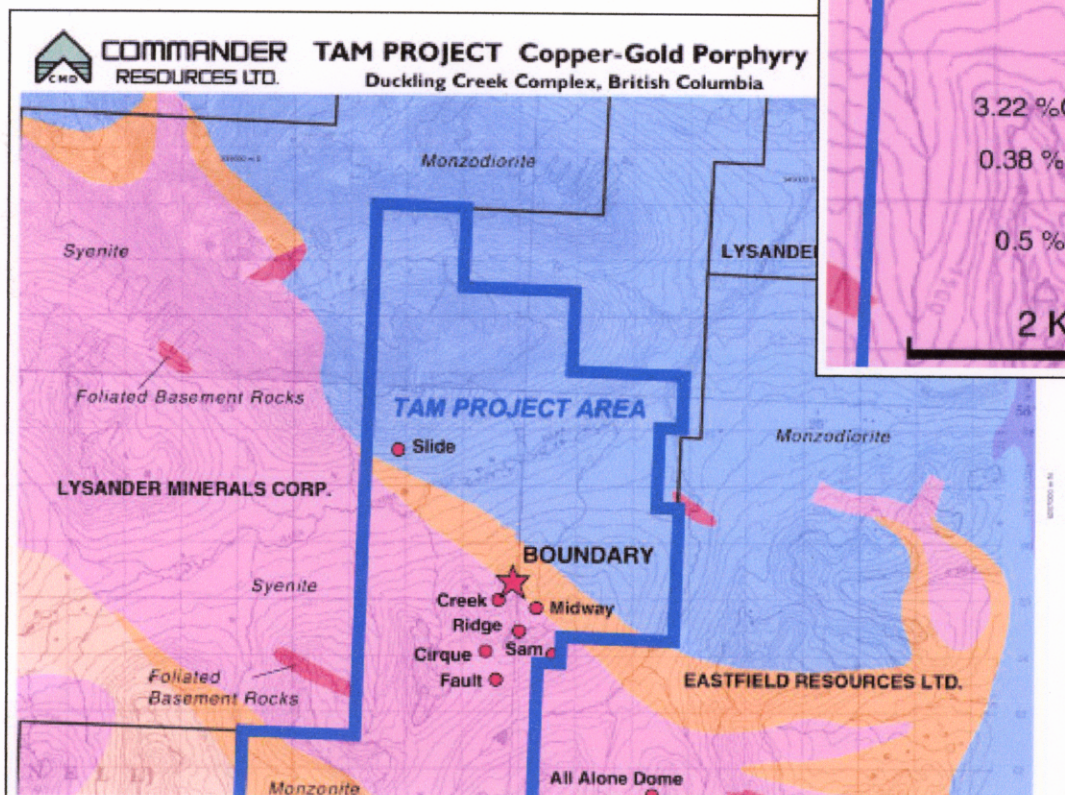 COMMANDER
RESOURCES LTD.
CMD
TAM PROJECT Copper-Gold Porphyry
Duckling Creek Complex, British Columbia
3.22 %
0.38 %
0.5 %
2 K
Monzodiorite
Syenite
LYSANDE
Foliated Basement Rocks
TAM PROJECT AREA
Slide
Monzodiorite
LYSANDER MINERALS CORP.
BOUNDARY
Syenite
Creek
Midway
Ridge
Cirque
Sam
Fault
Foliated
Basement Rocks
EASTFIELD RESOURCES LTD.
N E L L)
All Alone Dome
Monzonite